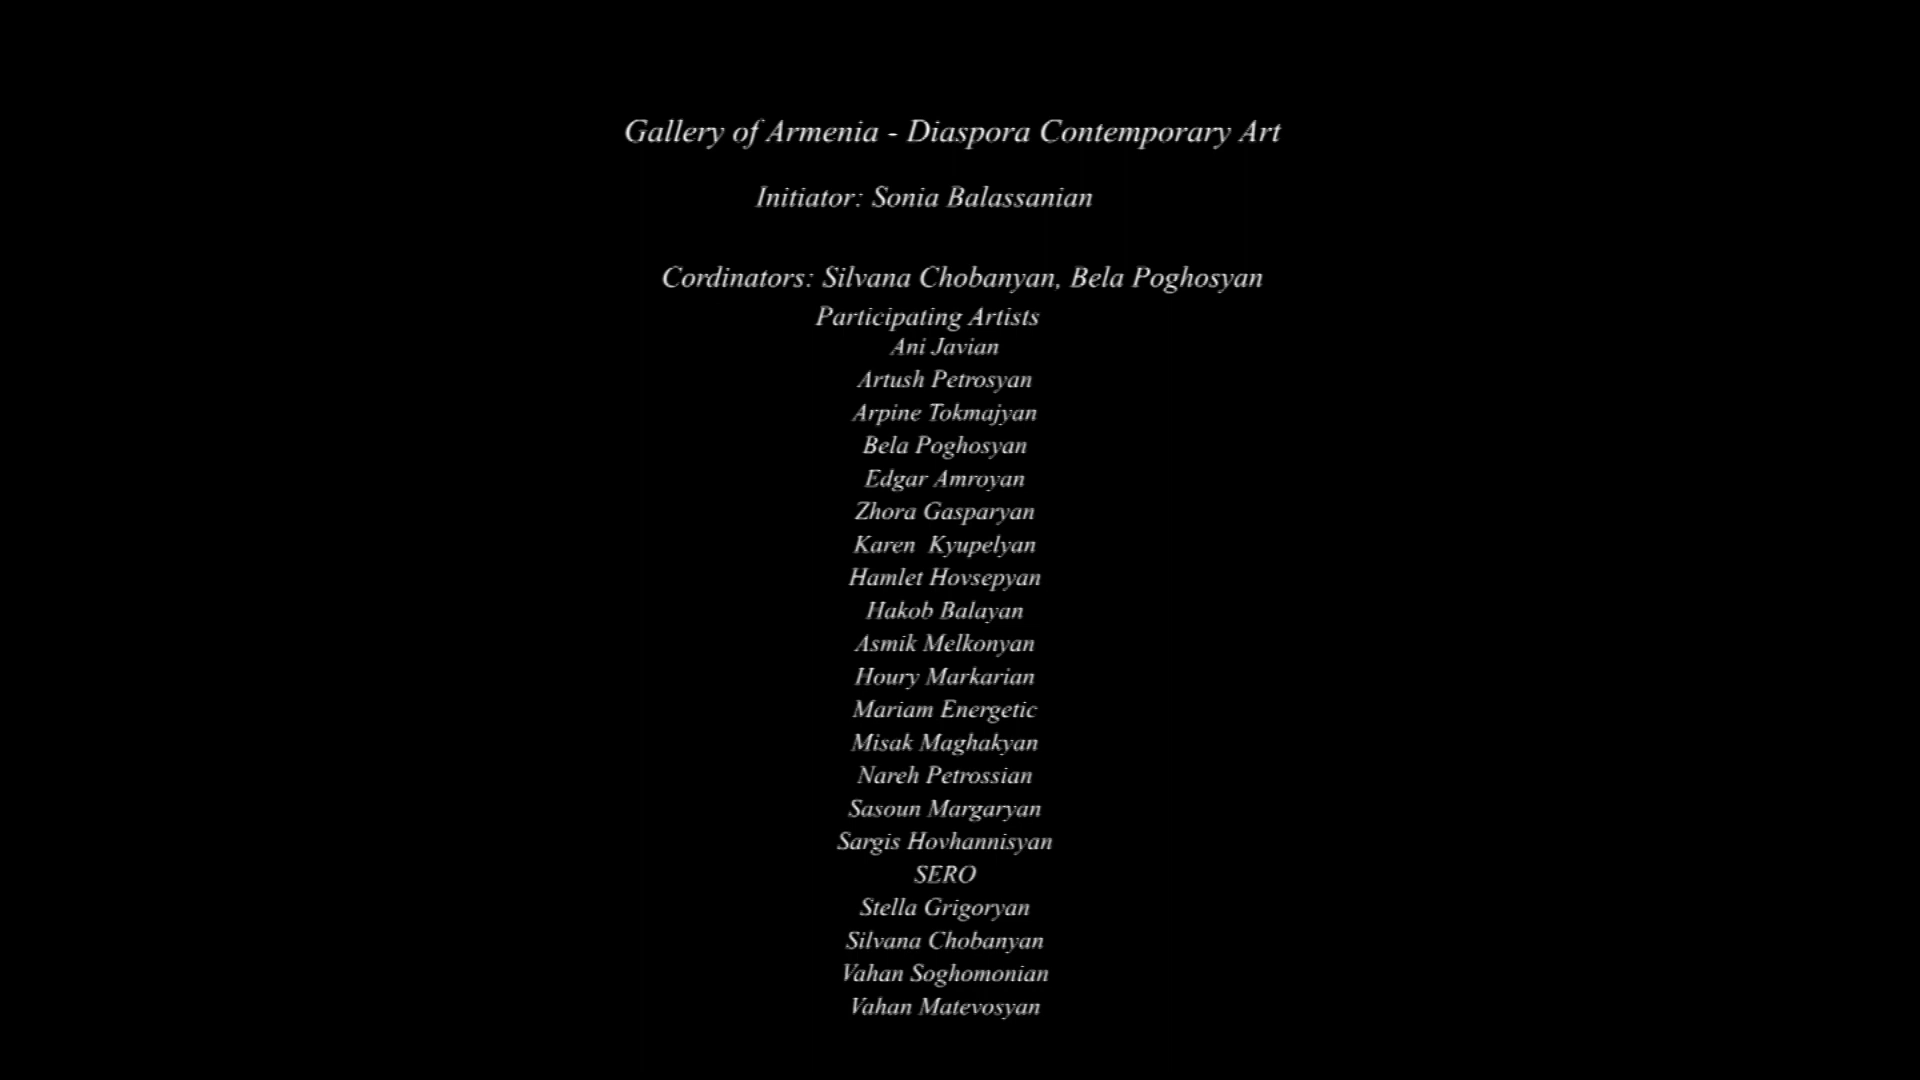 Gallery of Armenia - Diaspora Contemporary Art
Initiator: Sonia Balassanian
Cordinators: Silvana Chobanyan, Bela Poghosyan
Participating Artists
Ani Javian
Artush Petrosyan
Arpine Tokmajyan
Bela Poghosyan
Edgar Amroyan
Zhora Gasparyan
Karen  Kyupelyan
Hamlet Hovsepyan
Hakob Balayan
Asmik Melkonyan
Houry Markarian
Mariam Energetic
Misak Maghakyan
Nareh Petrossian
Sasoun Margaryan
Sargis Hovhannisyan
SERO
Stella Grigoryan
Silvana Chobanyan
Vahan Soghomonian
Vahan Matevosyan